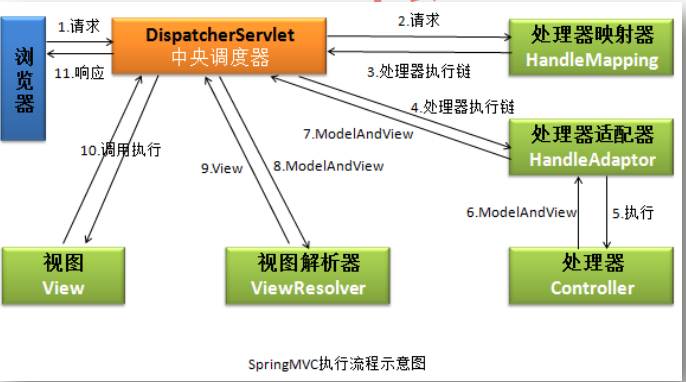 1.请求
2.请求
DispatcherServlet
中央调度器
处理器映射器
HandleMapping
浏览器
11.响应
3.处理器执行链
4.处理器执行链
7.ModelAndView
处理器适配器
HandleAdaptor
10.调用执行
9.View
8.ModelAndView
6.ModelAndView
5.执行
视图
View
视图解析器
ViewResolver
处理器
Controller
SpringMVC执行流程示意图